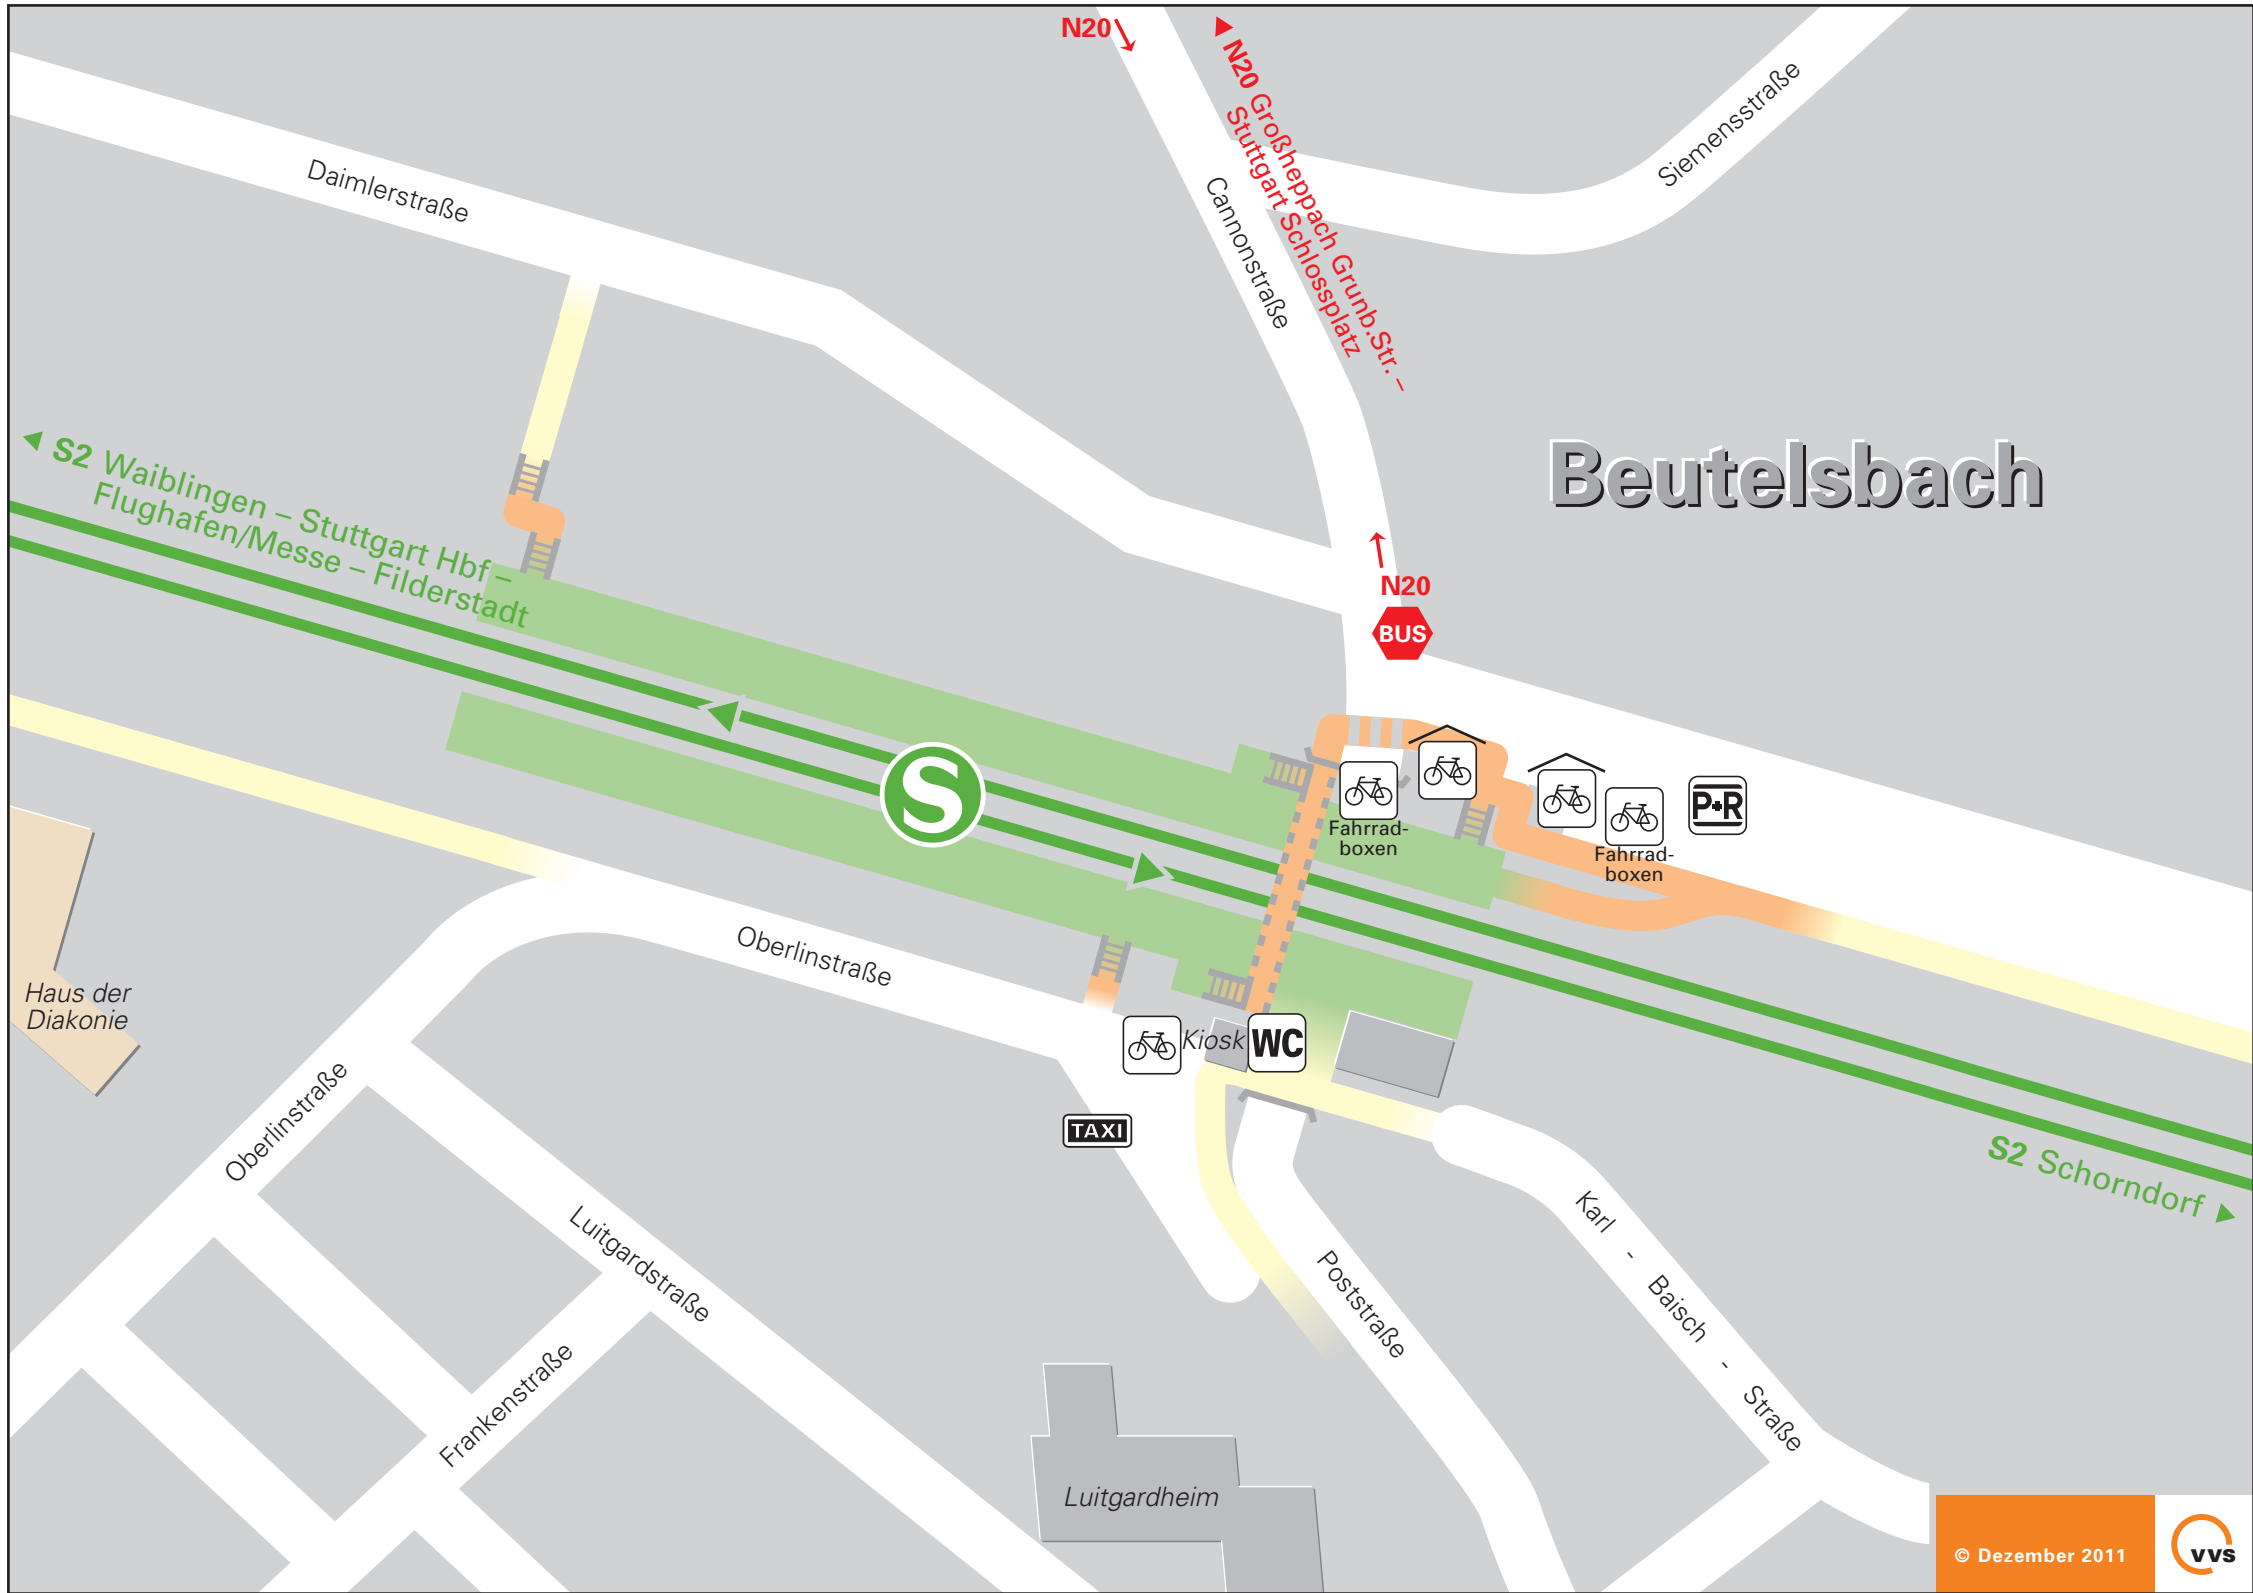 N20
N20 Großheppach Grunb.Str. –
Stuttgart Schlossplatz
Siemensstraße
Daimlerstraße
Cannonstraße
Beutelsbach
S2 Waiblingen – Stuttgart Hbf –
Flughafen/Messe – Filderstadt
N20
BUS
S
P+R
Fahrrad-
boxen
Fahrrad-
boxen
Oberlinstraße
Haus der
Diakonie
Kiosk
WC
TAXI
Oberlinstraße
S2 Schorndorf
Luitgardstraße
Karl - Baisch - Straße
Poststraße
Frankenstraße
Luitgardheim
© Dezember 2011
vvs